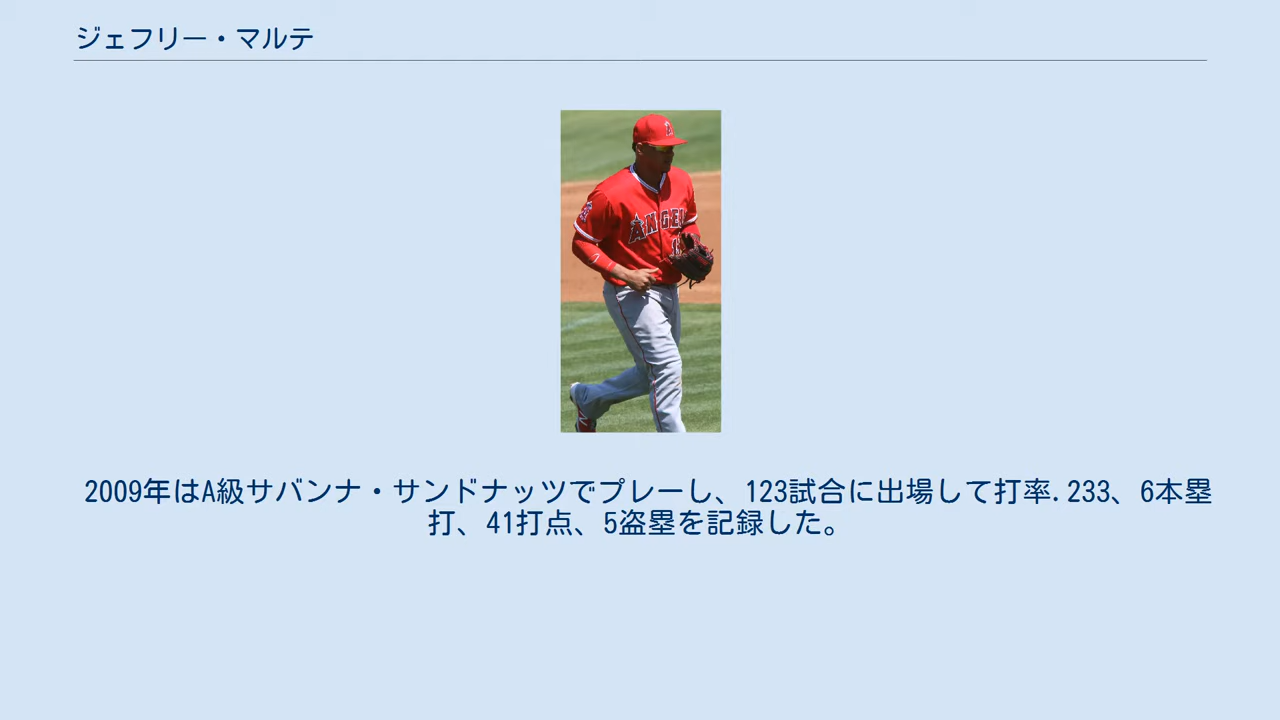 ジェフリー・マルテ
2009年はA級サバンナ・サンドナッツでプレーし、123試合に出場して打率.233、6本塁
打、41打点、5盗塁を記録した。